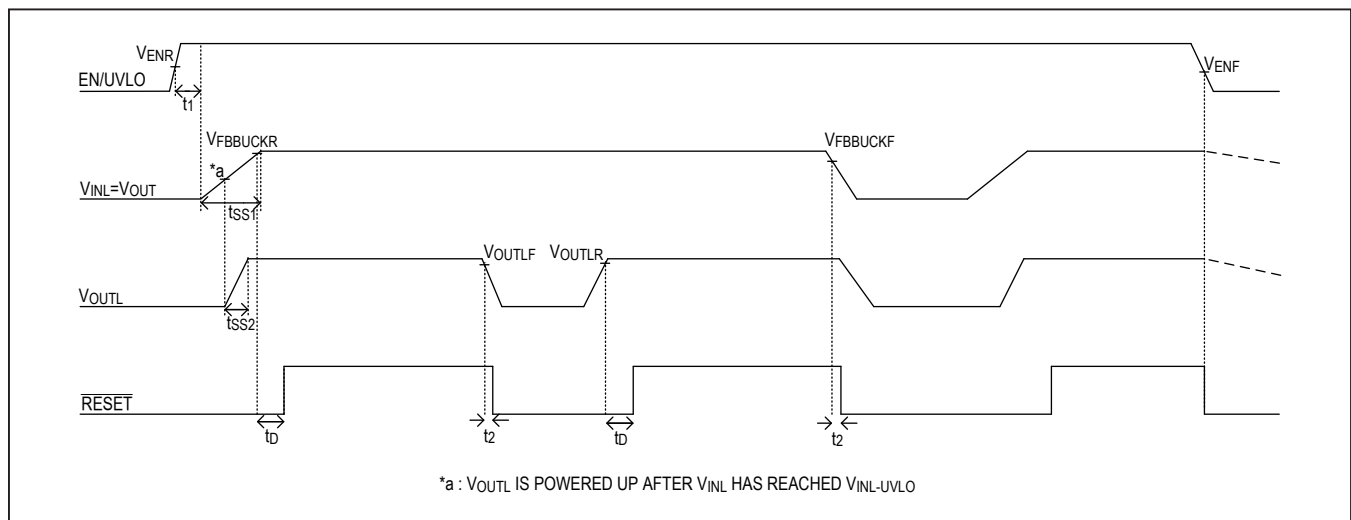 VENR
EN/UVLO
VENF
t1
VFBBUCKR
VFBBUCKF
*a
VINL=VOUT
tSS1
VOUTLF
VOUTLR
VOUTL
tSS2
RESET
tD
t2
tD
t2
*a : VOUTL IS POWERED UP AFTER VINL HAS REACHED VINL-UVLO